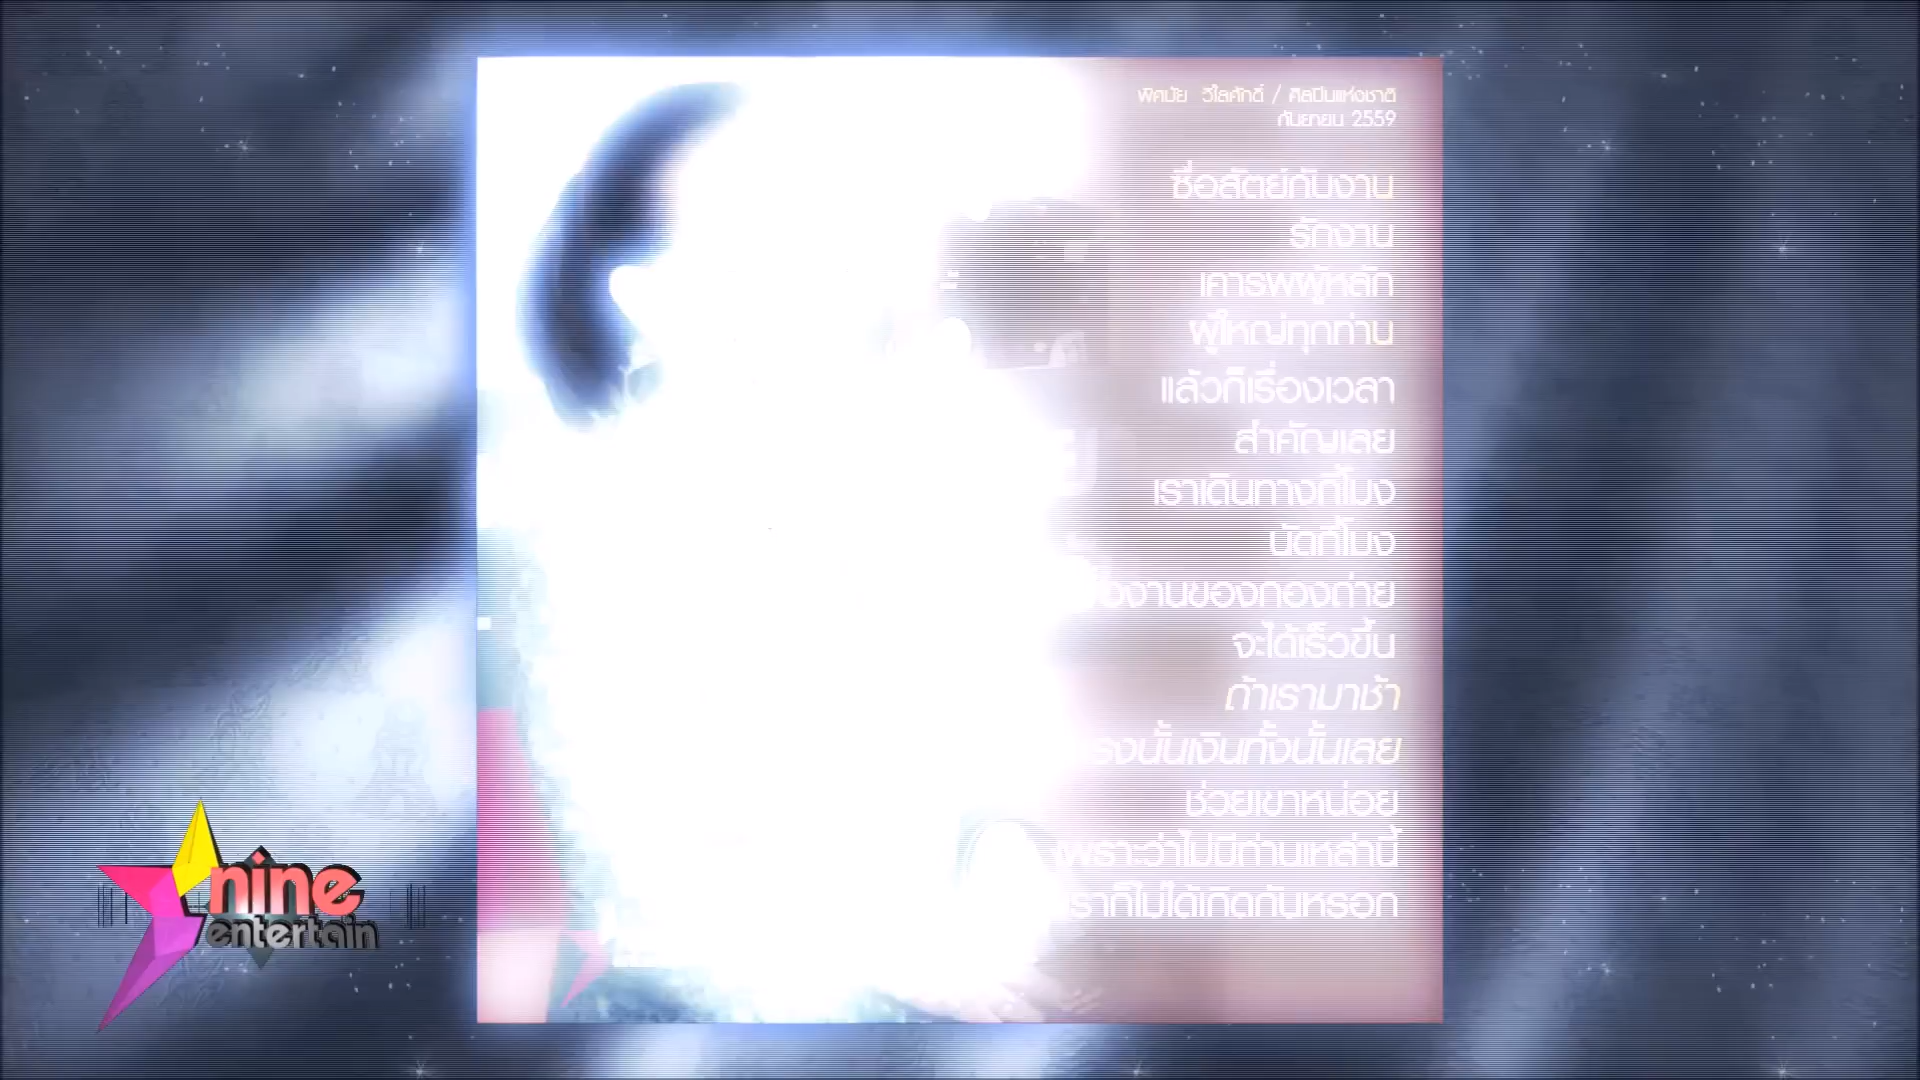 พิศมัย วิไลศักดิ์ / ศิลปินแห่งชาติ
กันยายน 2559
ซื่อสัตย์กับงาน
รักงาน
เคารพผู้หลัก
ผู้ใหญ่ทุกท่าน
แล้วก็เรื่องเวลา
สำคัญเลย
เราเดินทางกี่โมง
นัดกี่โมง
งานของกองถ่าย
จะได้เร็วขึ้น
ถ้าเรามาช้า
นั้นเงินทั้งนั้นเลย
ช่วยเขาหน่อย
เพราะว่าไม่มีท่านเหล่านี้
ราก็ไม่ได้เกิดกันหรอก
nine
entertain